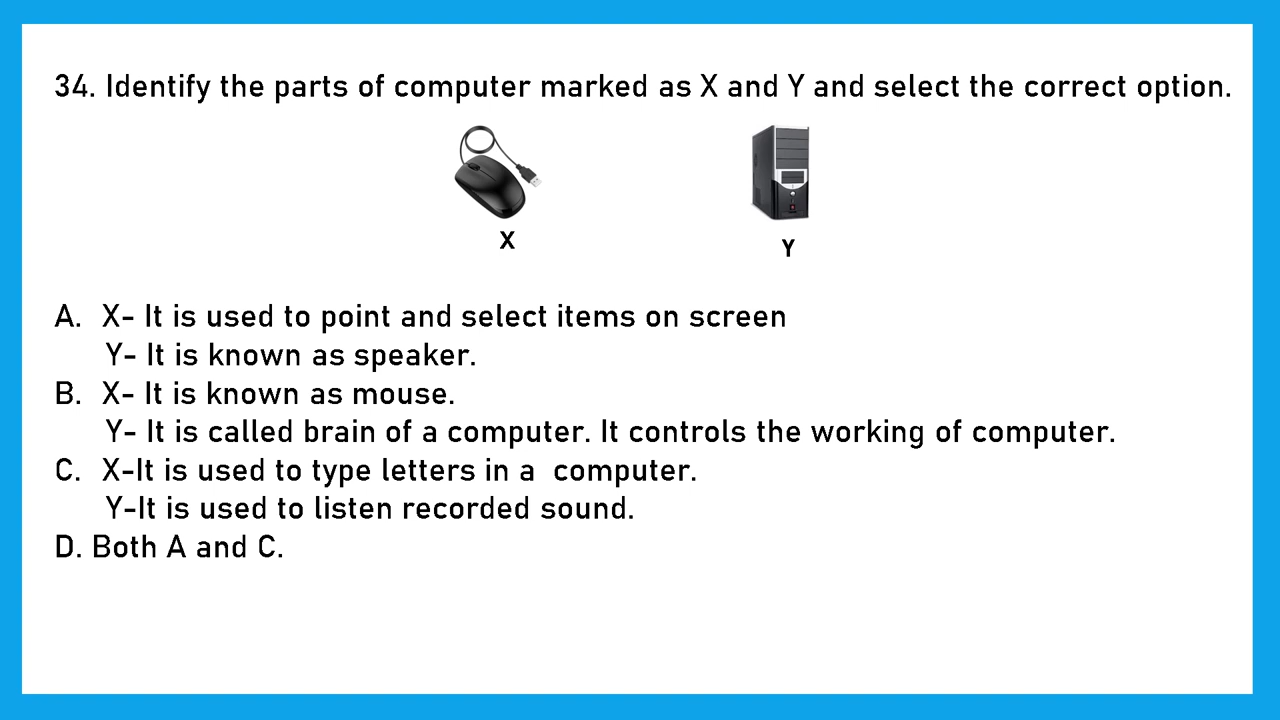 34. Identify the parts of computer marked as X and Y and select the correct option.
X
Y
A. X- It is used to point and select items on screen
Y- It is known as speaker.
B. X- It is known as mouse.
Y- It is called brain of a computer. It controls the working of computer.
C. X-It is used to type letters in a computer.
Y-It is used to listen recorded sound.
D. Both A and C.